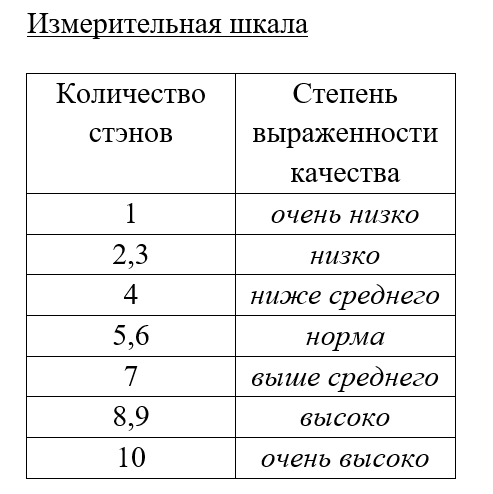 Измерительная шкала
Количество стэнов
Степень выраженности качества
1 очень низко
2,3 низко
4 ниже среднего
5,6 норма
7 выше среднего
8,9 высоко
10 очень высоко